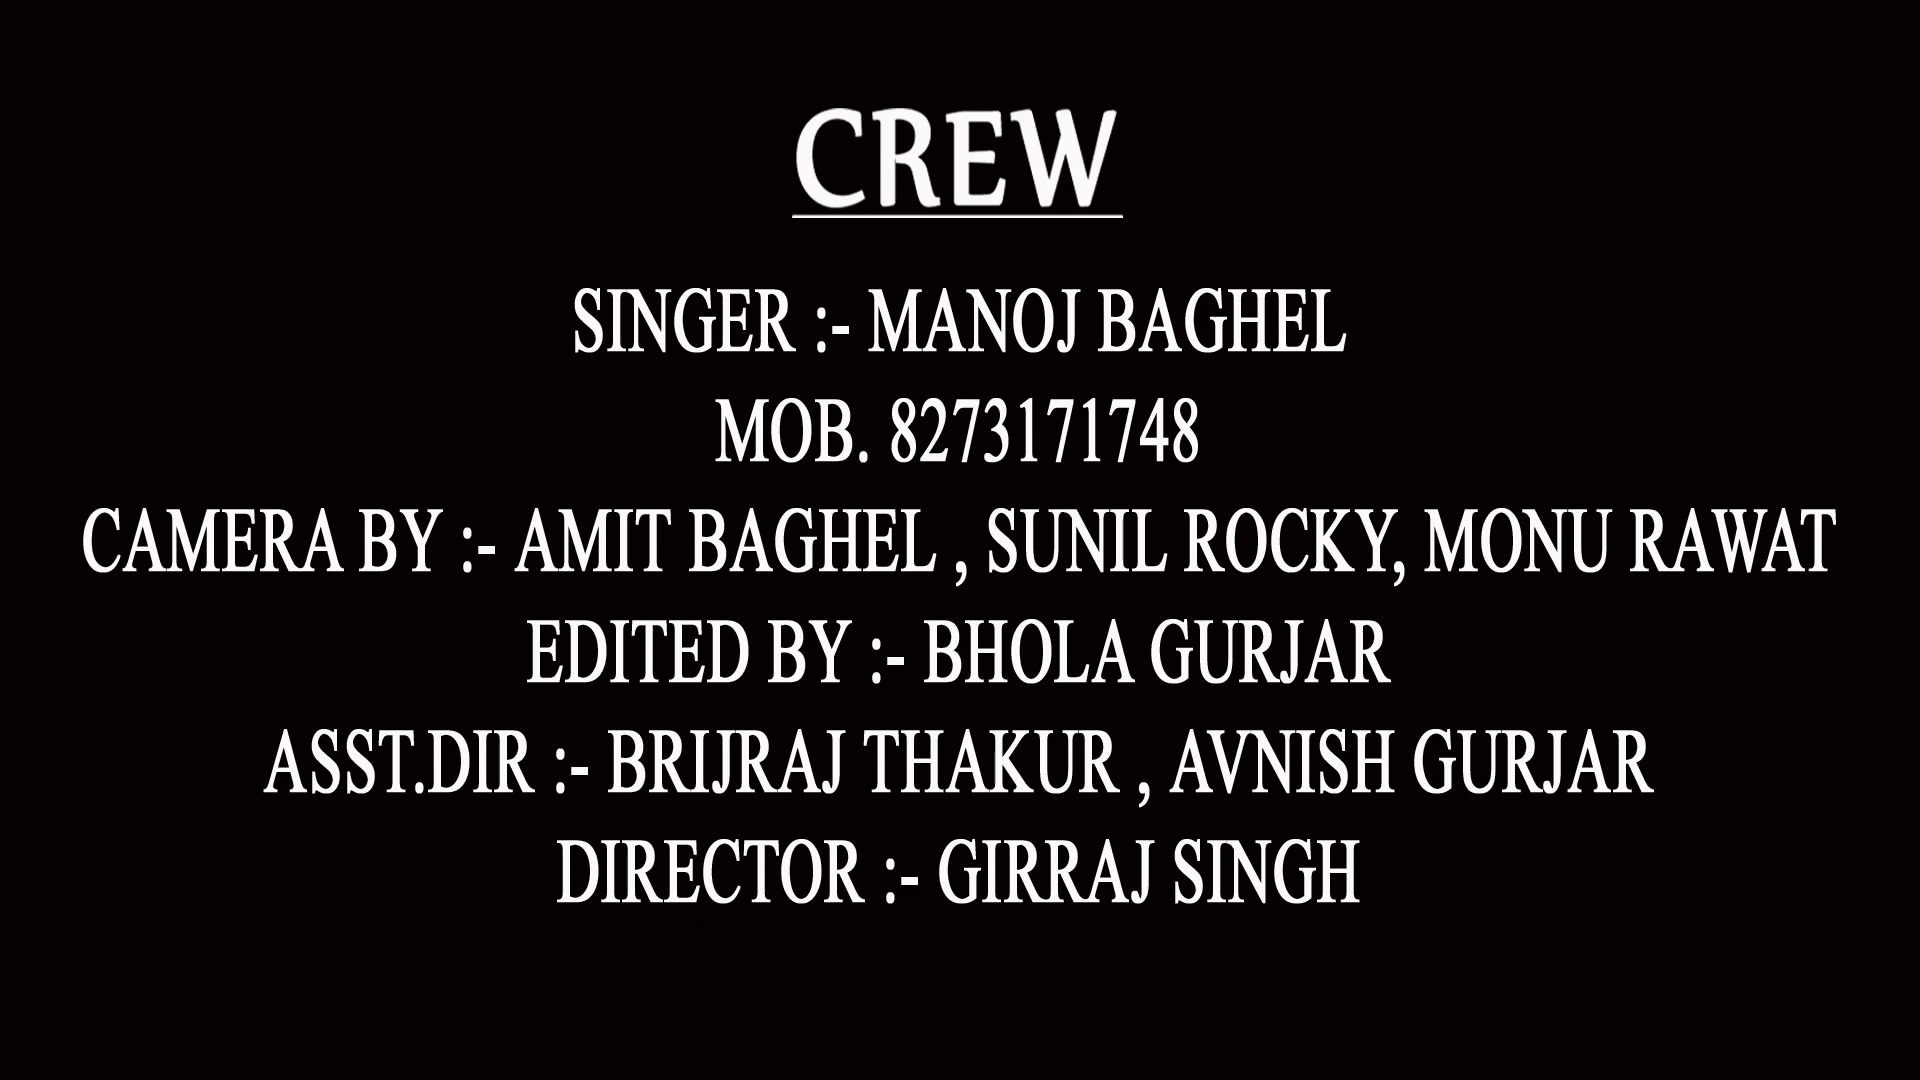 CREW
SINGER :- MANOJ BAGHEL
MOB. 8273171748
CAMERA BY :- AMIT BAGHEL , SUNIL ROCKY, MONU RAWAT
EDITED BY :- BHOLA GURJAR
ASST.DIR :- BRIJRAJ THAKUR , AVNISH GURJAR
DIRECTOR :- GIRRAJ SINGH